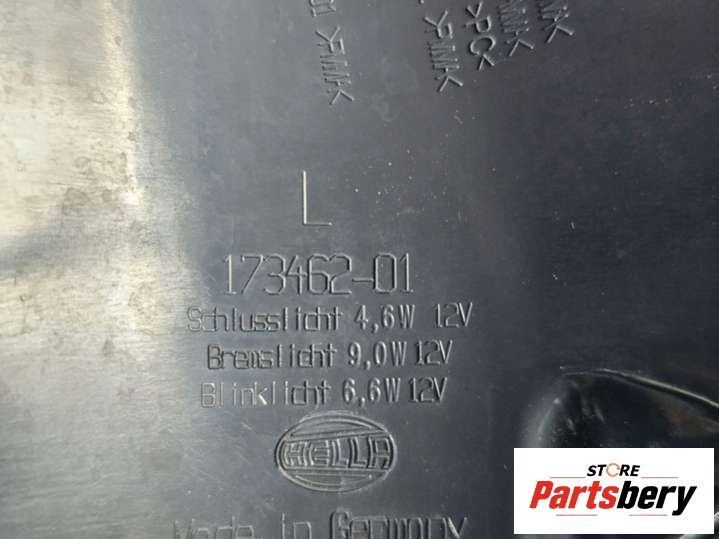 >PC<
L
173462-01
Schlusslicht 4,6W 12V
Bremslicht 9,0W 12V
Blinklicht 6,6W 12V
HELLA
Made in Germany
STORE
Partsbery